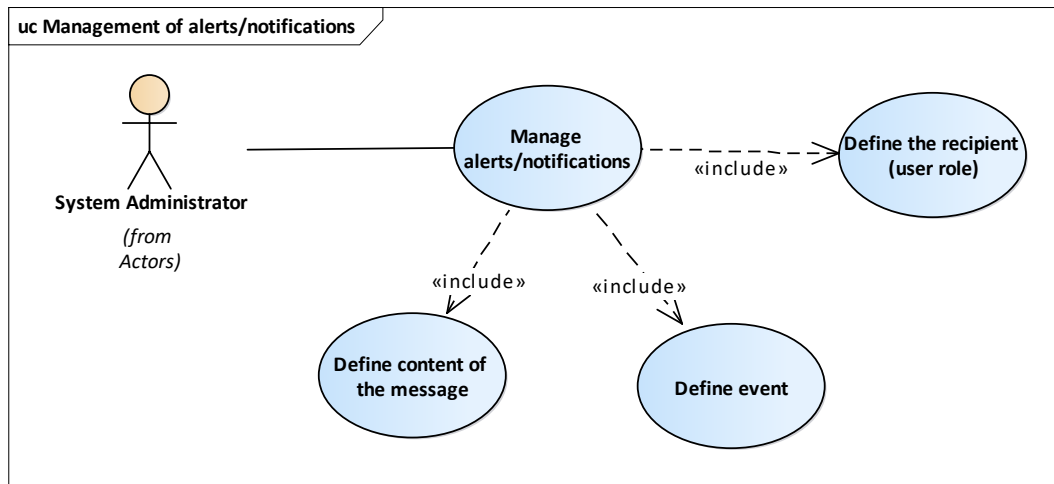 uc Management of alerts/notifications
Manage
alerts/notifications
Define the recipient
(user role)
«include»
System Administrator
(from
Actors)
«include»
«include»
Define content of
the message
Define event